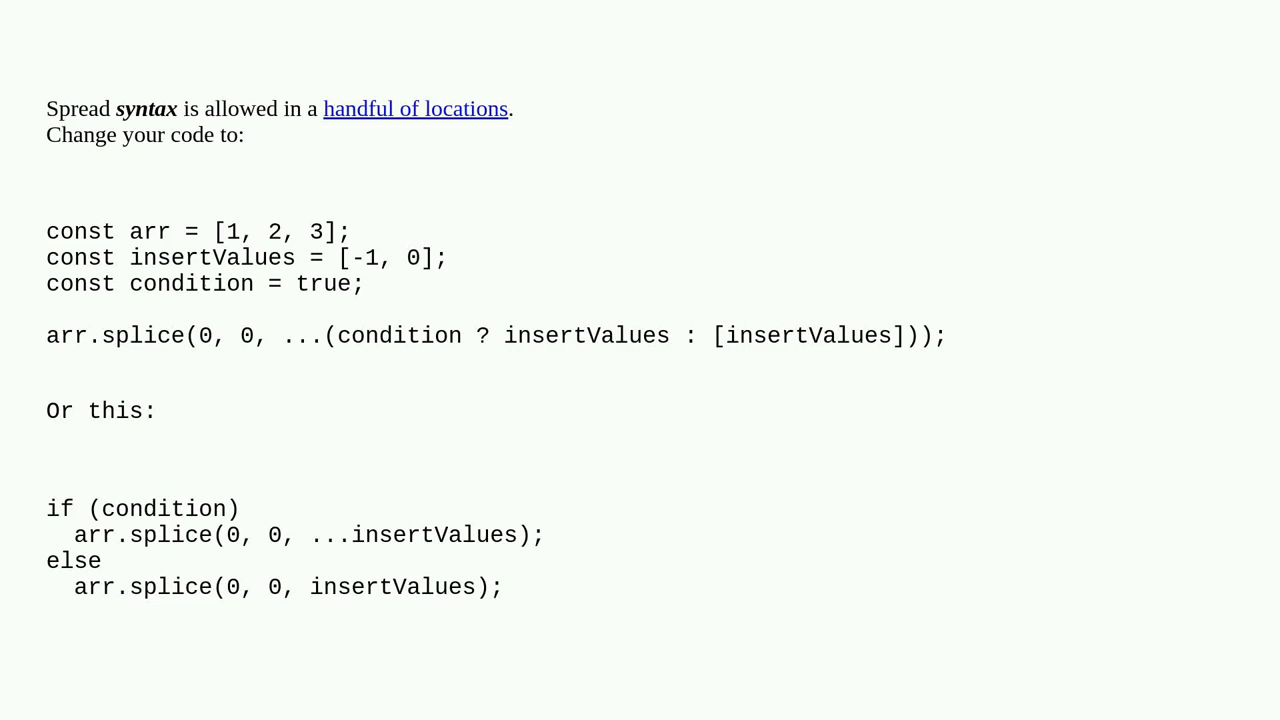 Spread syntax is allowed in a handful of locations.
Change your code to:
const arr = [1, 2, 3];
const insertValues = [-1, 0];
const condition = true;
arr.splice(0, 0, ...(condition ? insertValues : [insertValues]));
Or this:
if (condition)
  arr.splice(0, 0, ...insertValues);
else
  arr.splice(0, 0, insertValues);